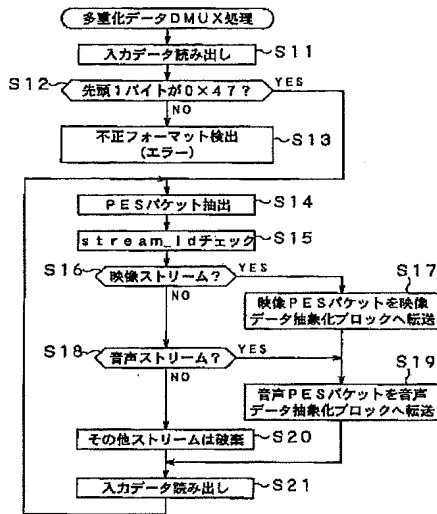 多重化データDMUX処理
入力データ読み出し
S11
S12
先頭1バイトが0×47?
YES
NO
不正フォーマット検出
(エラー)
S13
PESパケット抽出
S14
stream_Idチェック
S15
S16
映像ストリーム?
YES
S17
NO
映像PESパケットを映像
データ抽象化ブロックへ転送
S18
音声ストリーム?
YES
S19
NO
音声PESパケットを音声
データ抽象化ブロックへ転送
その他ストリームは破棄
S20
入力データ読み出し
S21